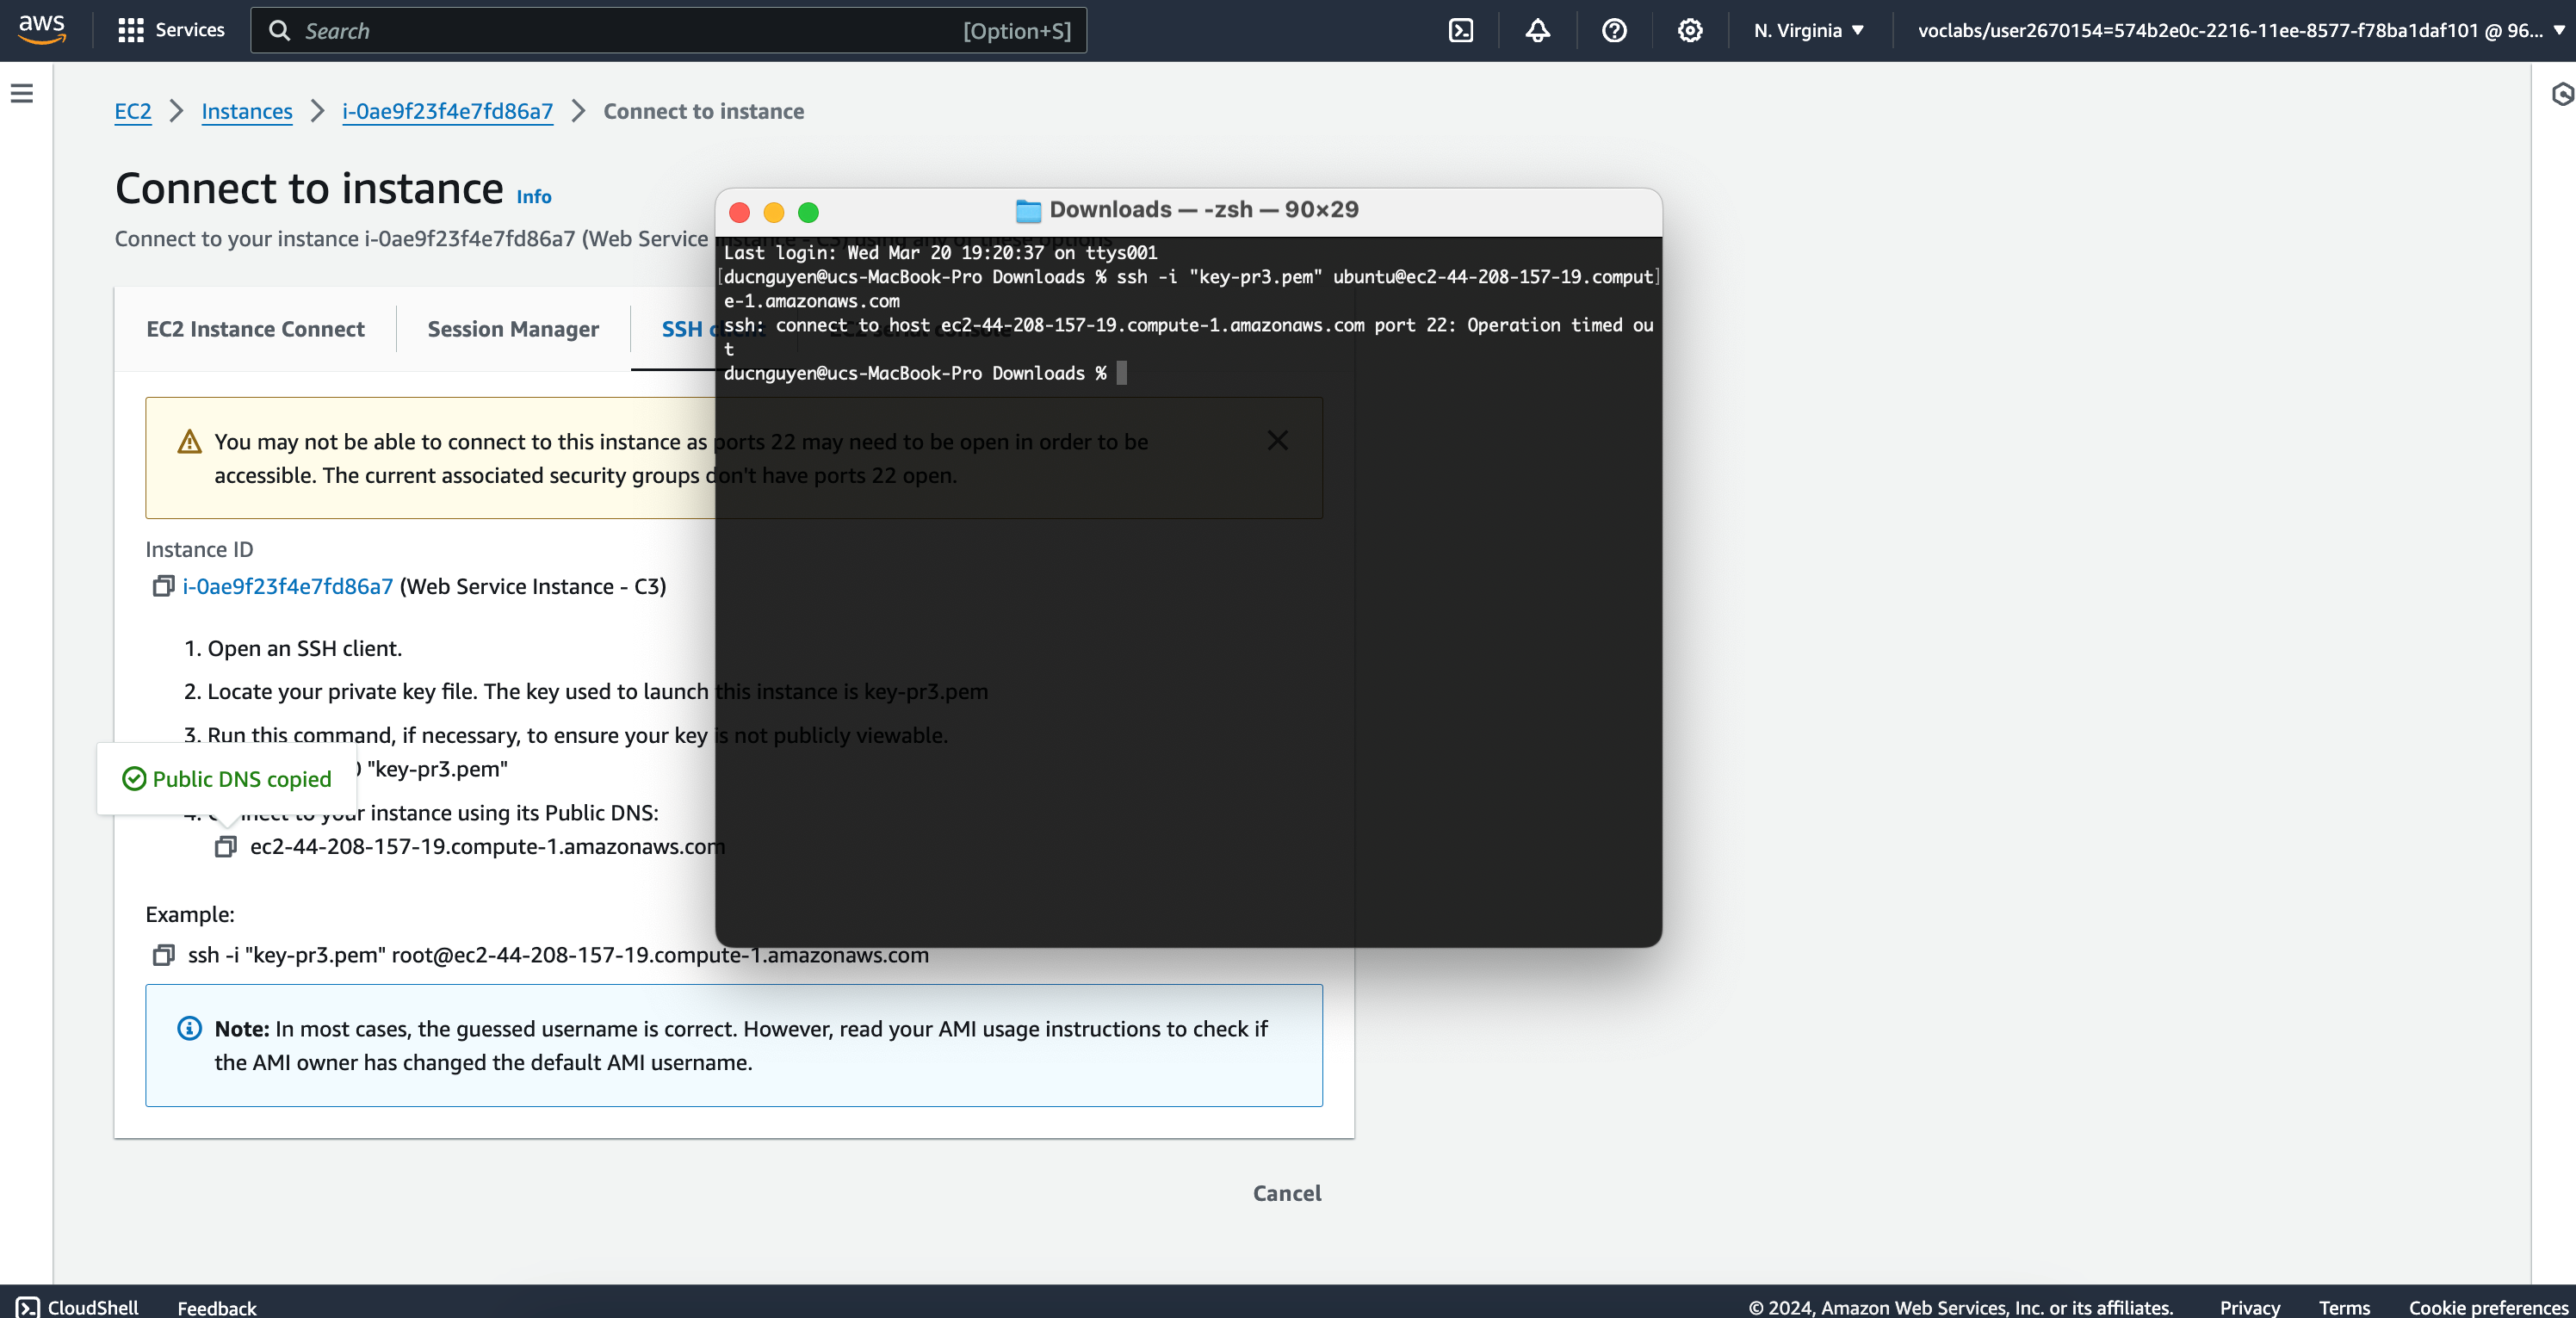 aws
Services
Search
[Option+S]
N. Virginia
voclabs/user2670154=574b2e0c-2216-11ee-8577-f78ba1daf101 @ 96...
EC2
Instances
i-0ae9f23f4e7fd86a7
Connect to instance
Connect to instance Info
Connect to your instance i-0ae9f23f4e7fd86a7 (Web Service Instance - C3) using any of these options
EC2 Instance Connect
Session Manager
SSH client
EC2 serial console
You may not be able to connect to this instance as ports 22 may need to be open in order to be
accessible. The current associated security groups don't have ports 22 open.
Instance ID
i-0ae9f23f4e7fd86a7 (Web Service Instance - C3)
1. Open an SSH client.
2. Locate your private key file. The key used to launch this instance is key-pr3.pem
3. Run this command, if necessary, to ensure your key is not publicly viewable.
"key-pr3.pem"
Public DNS copied
4. Connect to your instance using its Public DNS:
ec2-44-208-157-19.compute-1.amazonaws.com
Example:
ssh -i "key-pr3.pem" root@ec2-44-208-157-19.compute-1.amazonaws.com
Note: In most cases, the guessed username is correct. However, read your AMI usage instructions to check if
the AMI owner has changed the default AMI username.
Cancel
Downloads — -zsh — 90×29
Last login: Wed Mar 20 19:20:37 on ttys001
[ducnguyen@ucs-MacBook-Pro Downloads % ssh -i "key-pr3.pem" ubuntu@ec2-44-208-157-19.comput]
e-1.amazonaws.com
ssh: connect to host ec2-44-208-157-19.compute-1.amazonaws.com port 22: Operation timed ou
t
ducnguyen@ucs-MacBook-Pro Downloads %
CloudShell
Feedback
© 2024, Amazon Web Services, Inc. or its affiliates.
Privacy
Terms
Cookie preferences